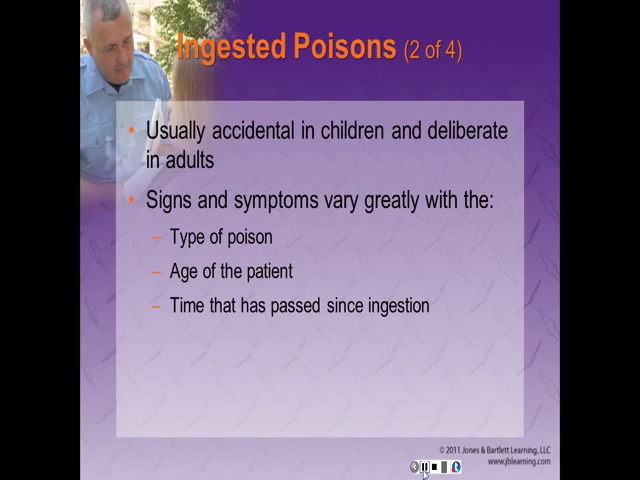 Ingested Poisons (2 of 4)
• Usually accidental in children and deliberate
in adults
• Signs and symptoms vary greatly with the:
– Type of poison
– Age of the patient
– Time that has passed since ingestion
© 2011 Jones & Bartlett Learning, LLC
www.jblearning.com